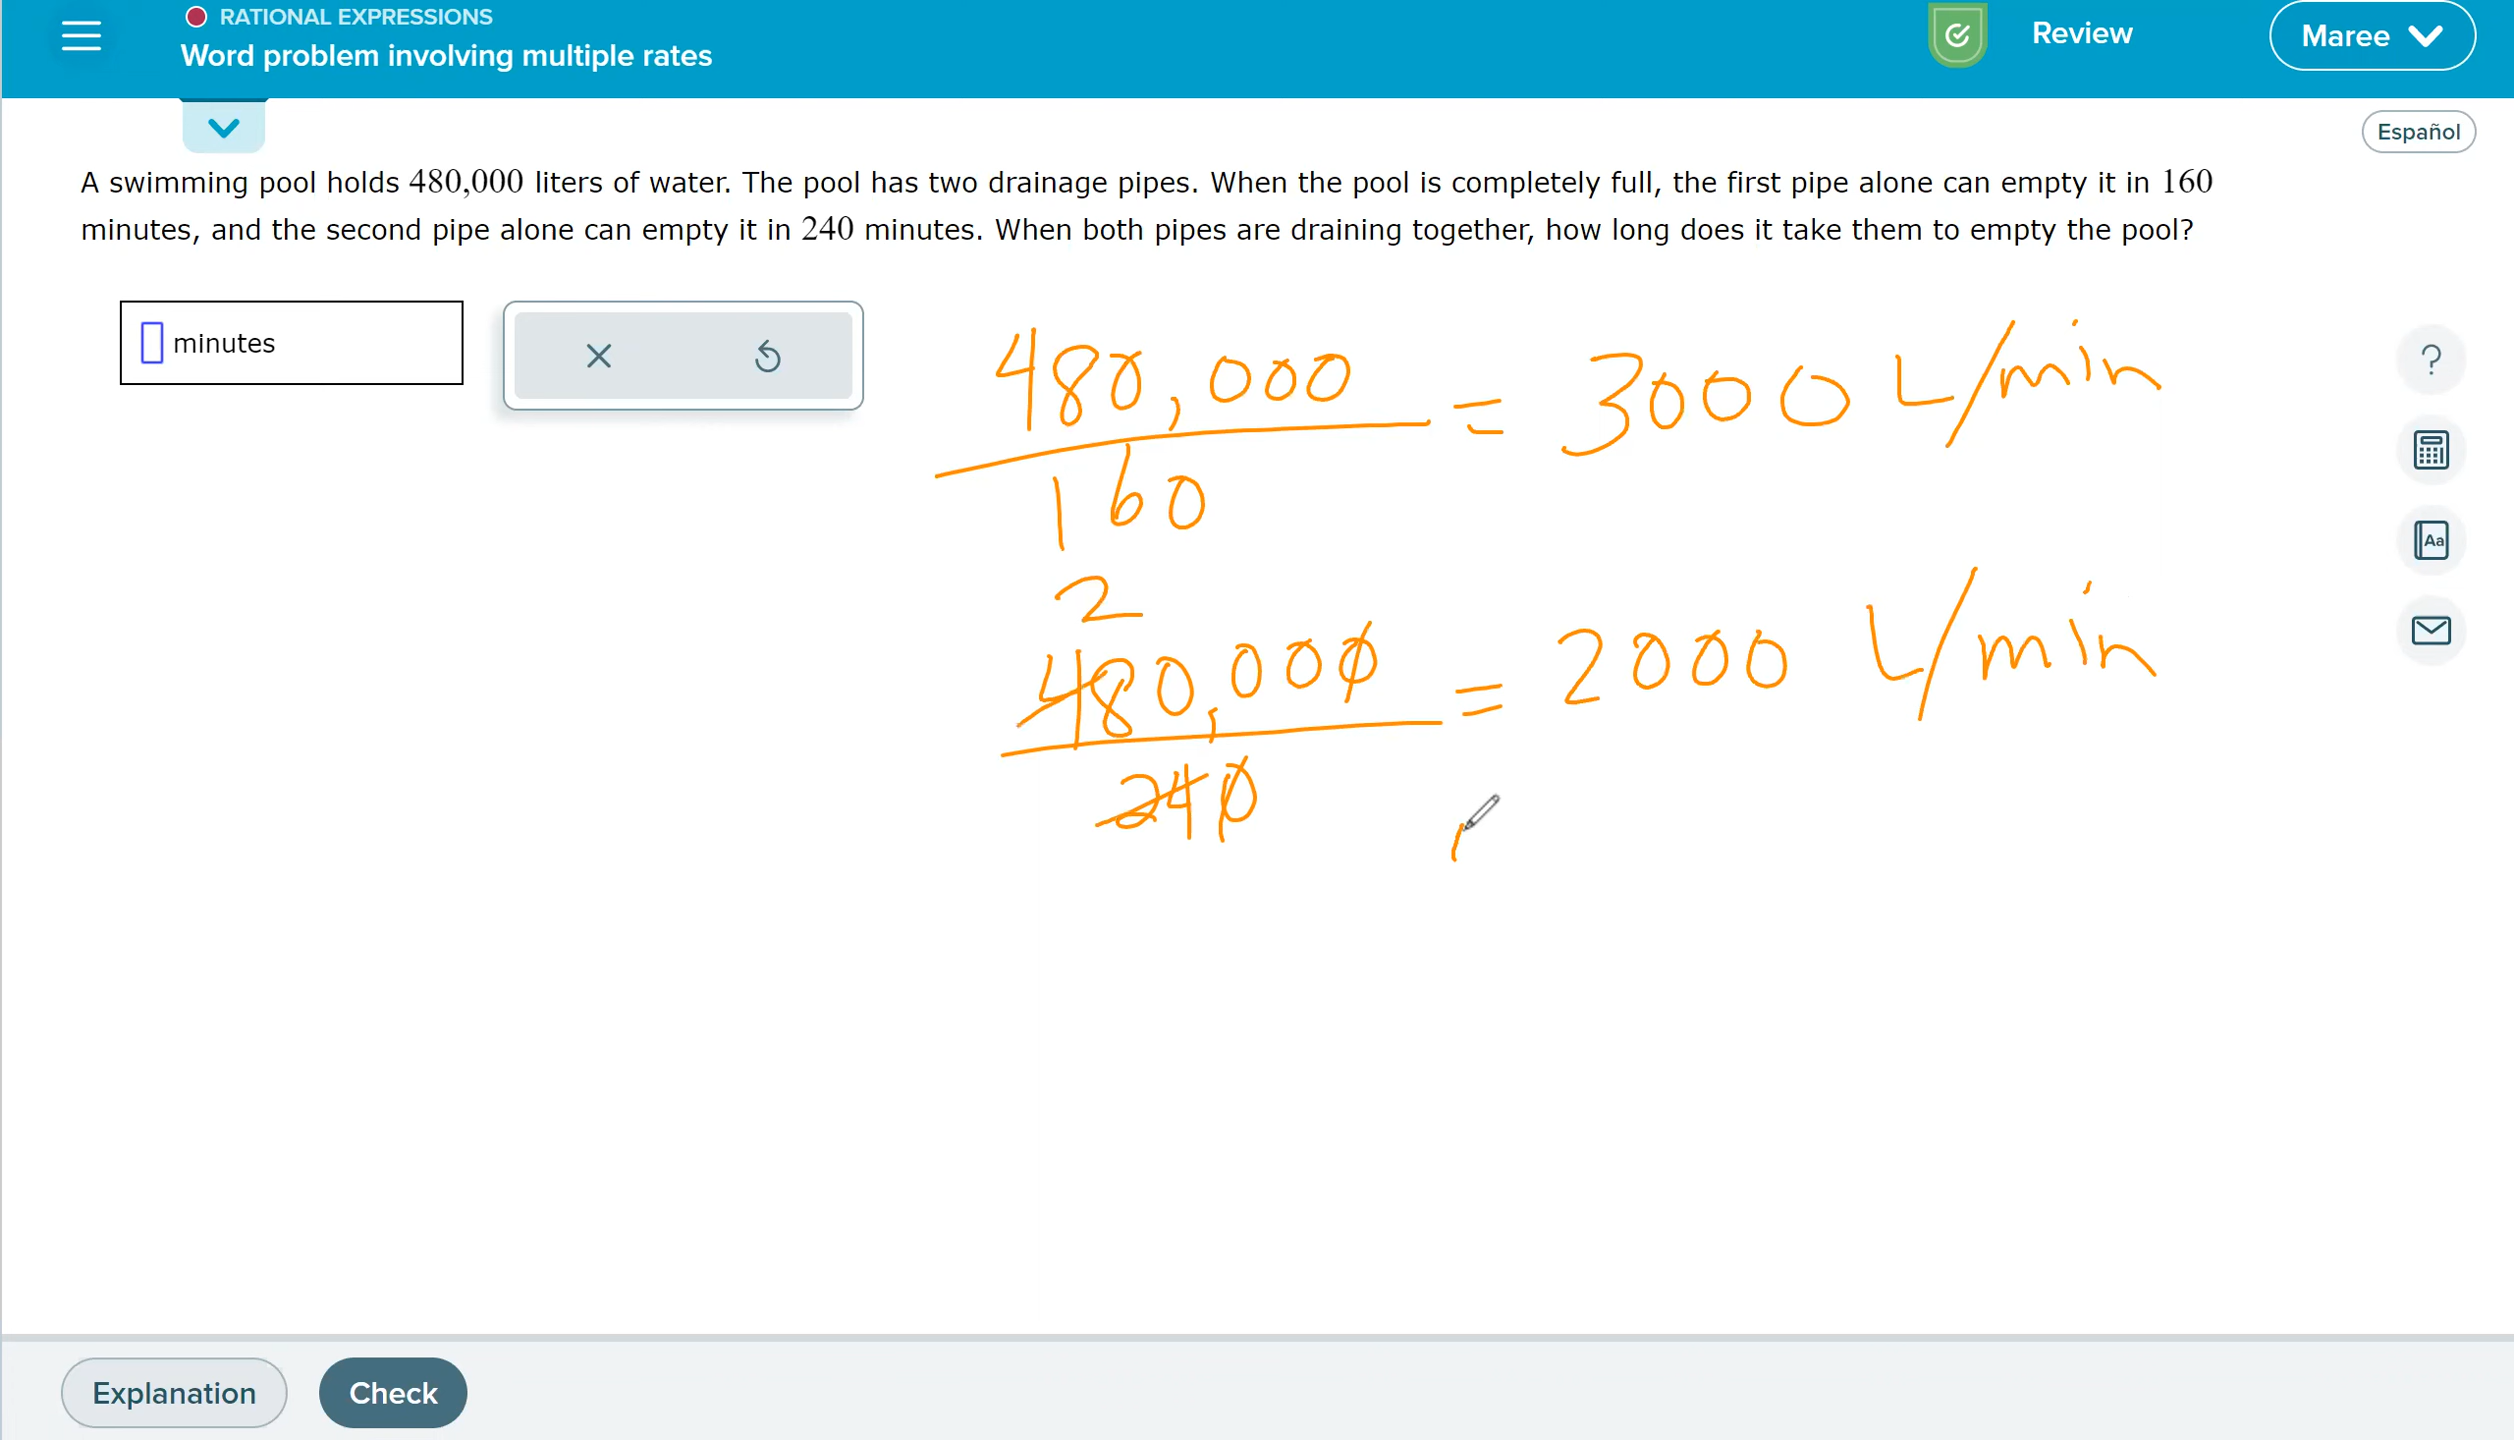 RATIONAL EXPRESSIONS
Word problem involving multiple rates
Review
Maree
Español
A swimming pool holds 480,000 liters of water. The pool has two drainage pipes. When the pool is completely full, the first pipe alone can empty it in 160
minutes, and the second pipe alone can empty it in 240 minutes. When both pipes are draining together, how long does it take them to empty the pool?
minutes
480,000 = 3000 L/min
160
2
480,000 = 2000 L/min
240
?
Aa
Explanation
Check